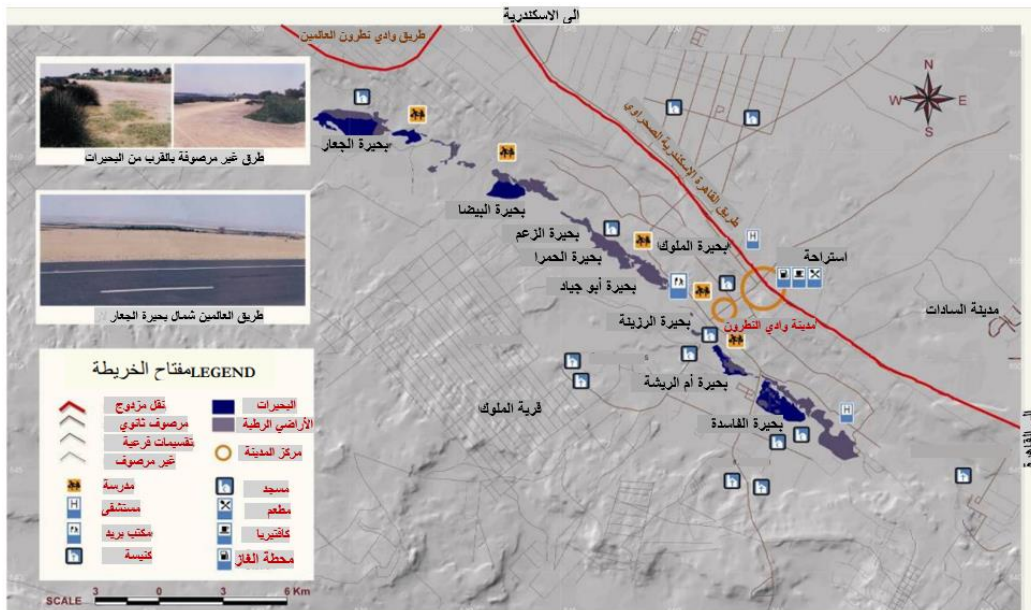 الى الاسكندرية
طريق وادي نطرون العالمين
طرق غير مرصوفة بالقرب من البحيرات
طريق العالمين شمال بحيرة الجعار
N
W E
S
بحيرة الجعار
بحيرة البيضا
بحيرة الزعم
بحيرة الحمرا
بحيرة أبو جياد
بحيرة الملوك
طريق القاهرة الإسكندرية الصحراوي
استراحة
مدينة السادات
مدينة وادي النطرون
بحيرة الرزينة
بحيرة أم الريشة
بحيرة الفاسدة
قرية الملوك
مفتاح الخريطة LEGEND
البحيرات
نقل مزدوج
الأراضي الرطبة
مرصوف ثانوي
تقسيمات فرعية
مركز المدينة
غير مرصوف
مسجد
مدرسة
مطعم
مستشفى
كافتيريا
مكتب بريد
محطة الغاز
كنيسة
SCALE 3 0 3 6 Km